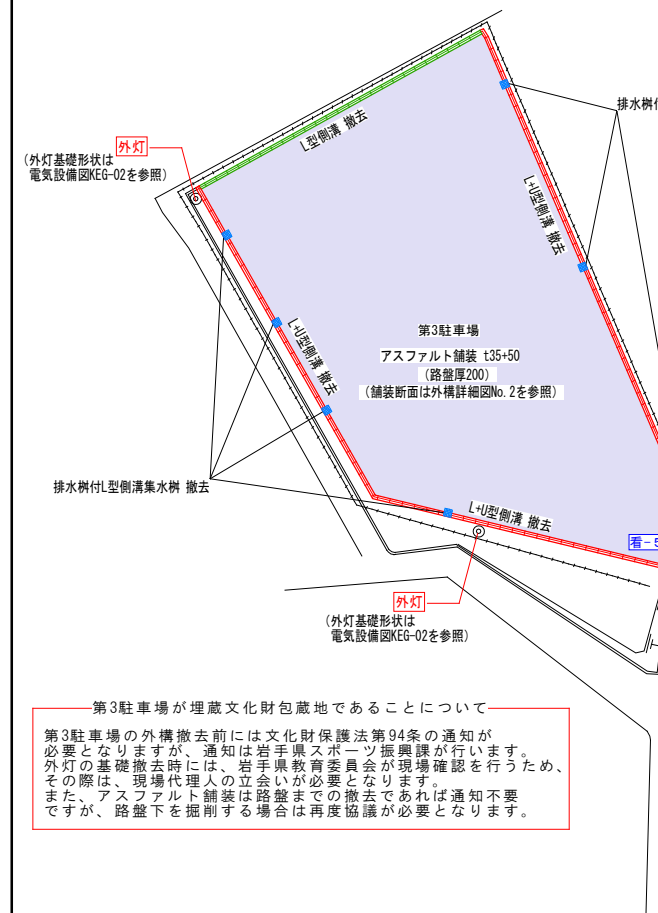 L型側溝 撤去
排水桝付
外灯
(外灯基礎形状は
電気設備図KEG-02を参照)
L+U型側溝 撤去
第3駐車場
アスファルト舗装 t35+50
(路盤厚200)
(舗装断面は外構詳細図No.2を参照)
L+U型側溝 撤去
排水桝付L型側溝集水桝 撤去
L+U型側溝 撤去
看-5
外灯
(外灯基礎形状は
電気設備図KEG-02を参照)
第3駐車場が埋蔵文化財包蔵地であることについて
第3駐車場の外構撤去前には文化財保護法第94条の通知が
必要となりますが、通知は岩手県スポーツ振興課が行います。
外灯の基礎撤去時には、岩手県教育委員会が現場確認を行うため、
その際は、現場代理人の立会いが必要となります。
また、アスファルト舗装は路盤までの撤去であれば通知不要
ですが、路盤下を掘削する場合は再度協議が必要となります。